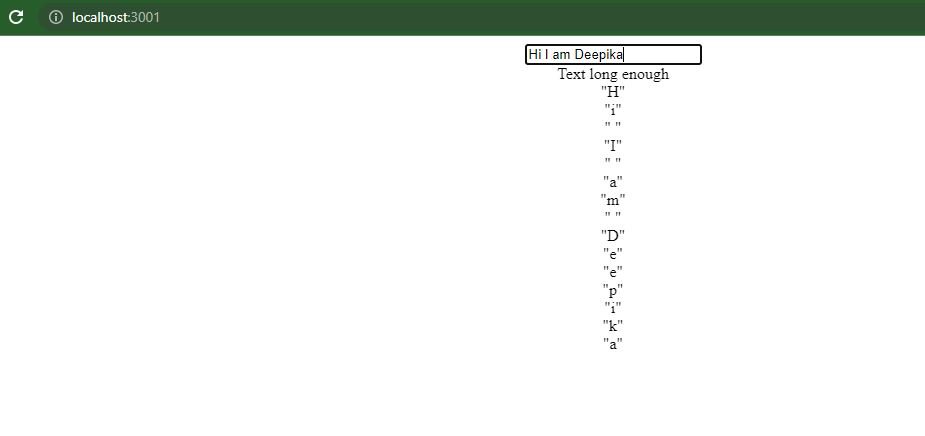 localhost:3001
Hi I am Deepika
Text long enough
"H"
"i"
" "
"I"
" "
"a"
"m"
" "
"D"
"e"
"e"
"p"
"i"
"k"
"a"